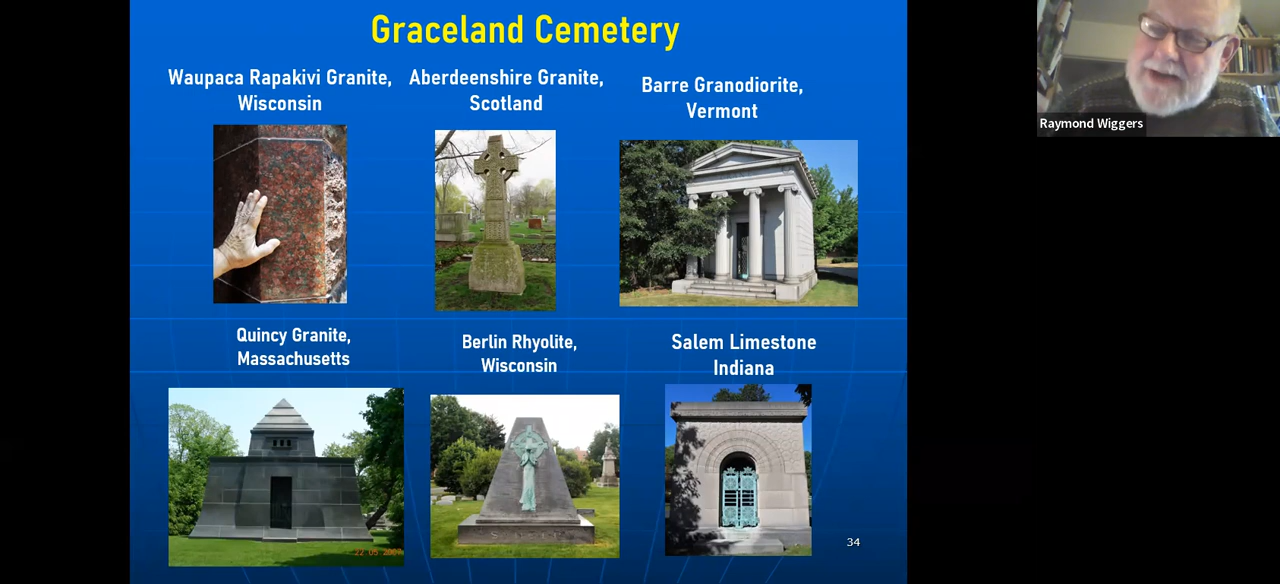 Graceland Cemetery
Waupaca Rapakivi Granite,
Wisconsin
Aberdeenshire Granite,
Scotland
Barre Granodiorite,
Vermont
Raymond Wiggers
Quincy Granite,
Massachusetts
Berlin Rhyolite,
Wisconsin
Salem Limestone
Indiana
34